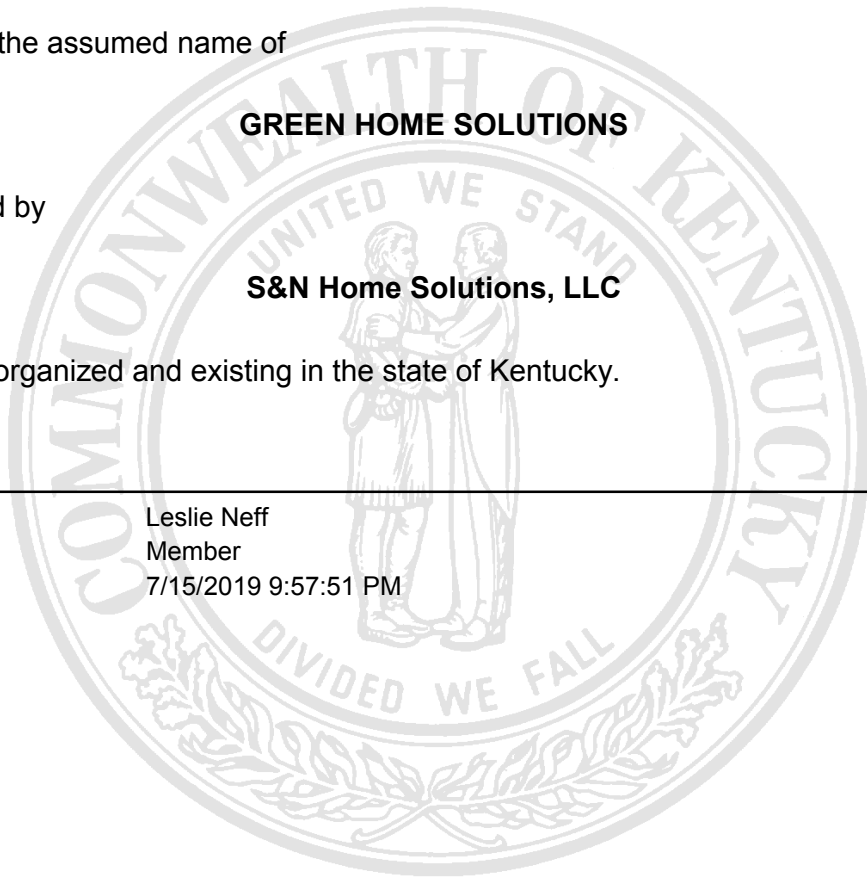 the assumed name of
GREEN HOME SOLUTIONS
d by
S&N Home Solutions, LLC
organized and existing in the state of Kentucky.
Leslie Neff
Member
7/15/2019 9:57:51 PM
COMMONWEALTH OF KENTUCKY
UNITED WE STAND
DIVIDED WE FALL